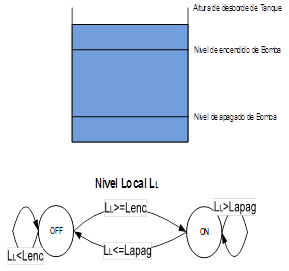 Altura de desborde de Tanque
Nivel de encendido de Bomba
Nivel de apagado de Bomba
Nivel Local LL
LL>=Lenc
LL>Lapag
OFF
ON
LL<Lenc
LL<=Lapag